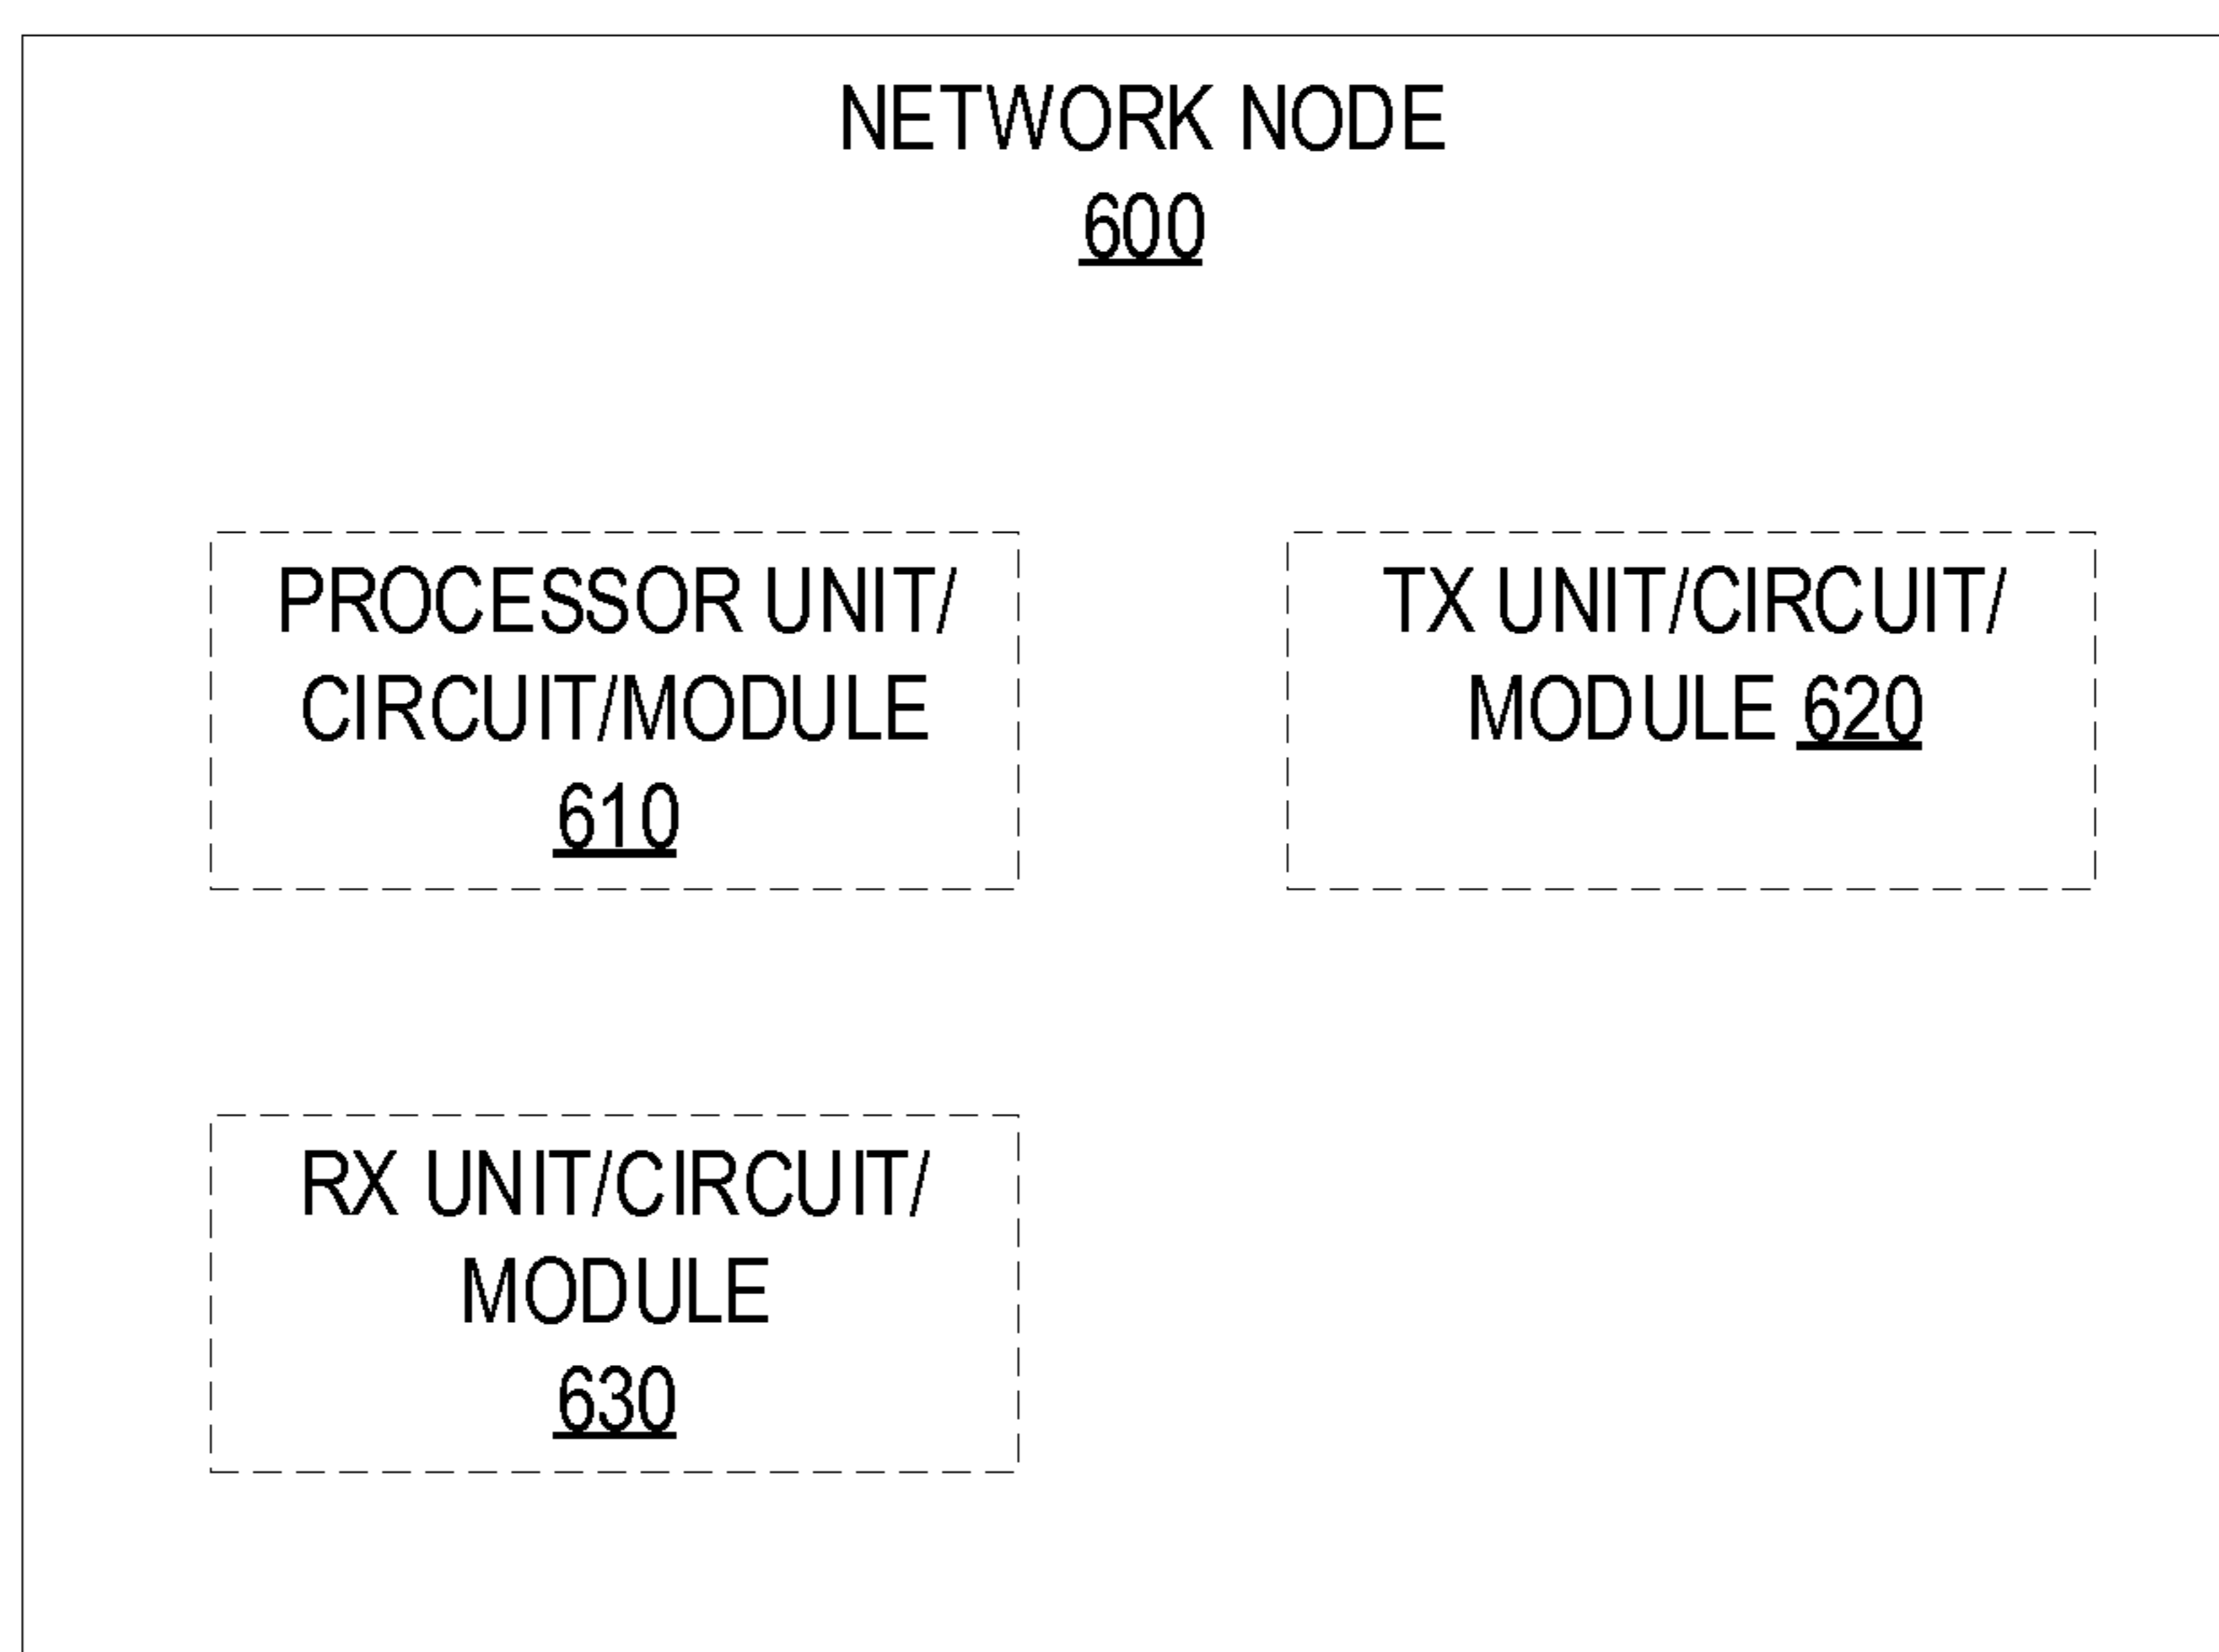 NETWORK NODE
600
PROCESSOR UNIT/
CIRCUIT/MODULE
610
TX UNIT/CIRCUIT/
MODULE 620
RX UNIT/CIRCUIT/
MODULE
630